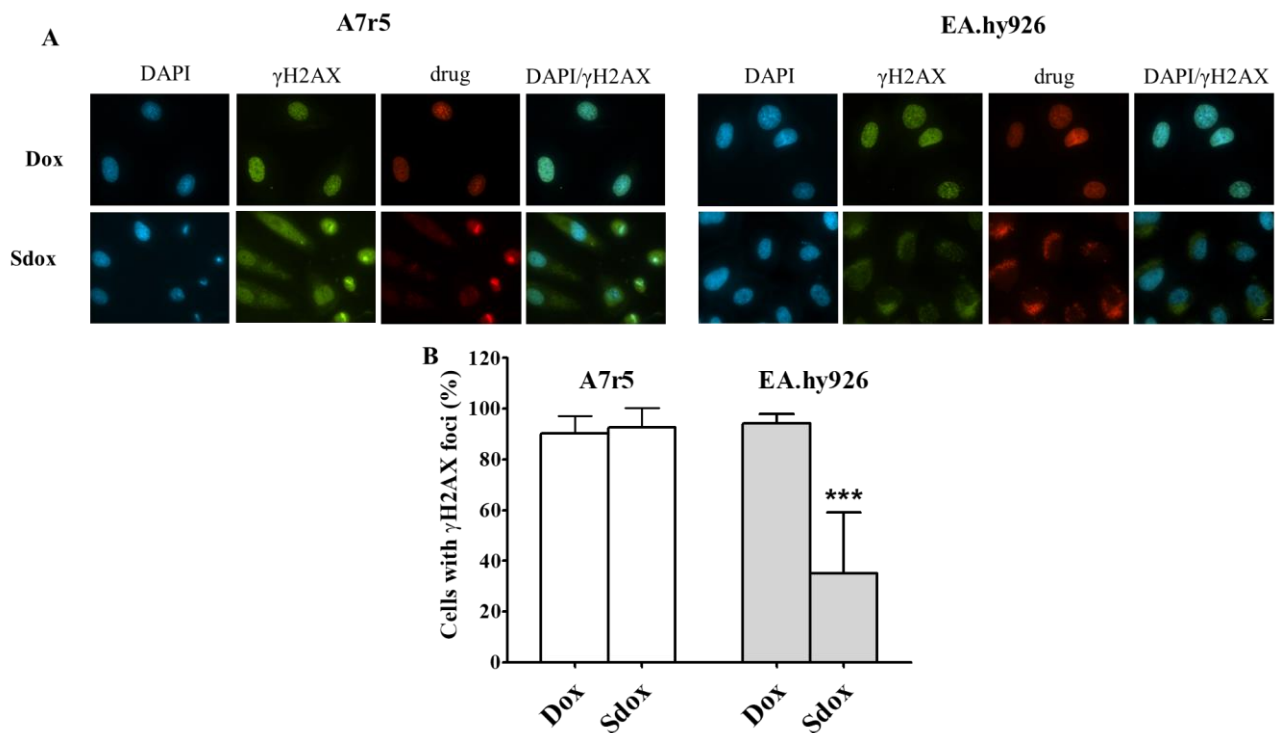 A
A7r5
EA.hy926
DAPI γH2AX drug DAPI/γH2AX
DAPI γH2AX drug DAPI/γH2AX
Dox
Sdox
B
Cells with γH2AX foci (%)
120
100
80
60
40
20
0
A7r5
EA.hy926
***
Dox
Sdox
Dox
Sdox